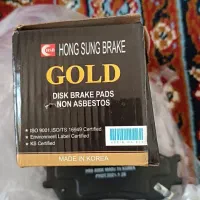 HONG SUNG BRAKE
GOLD
DISK BRAKE PADS
NON ASBESTOS
• ISO 9001, ISO/TS 16949 Certified
• Environment Label Certified
• KS Certified
MADE IN KOREA